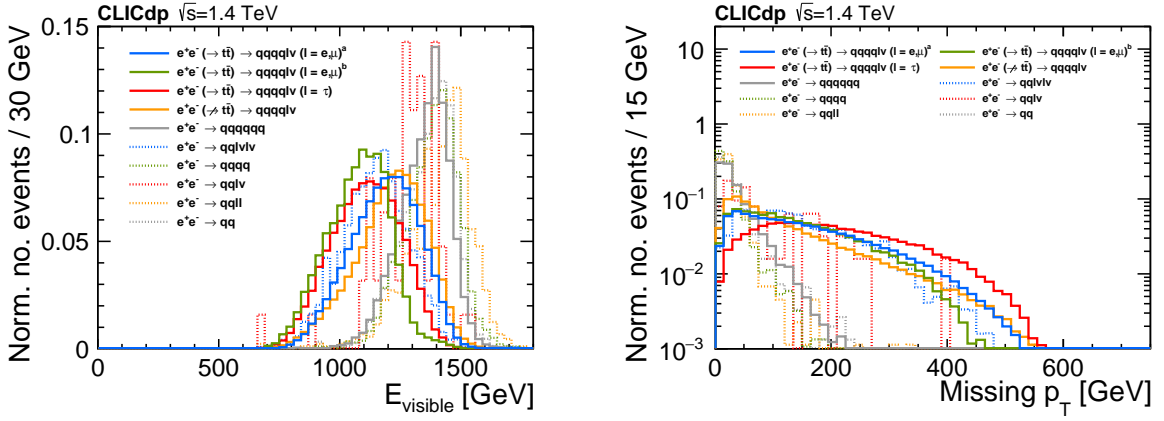 CLICdp √s=1.4 TeV
Norm. no. events / 30 GeV
0.15
0.1
0.05
0
e⁺e⁻ (→ tt̄) → qqqqlν (l = e,μ)ᵃ
e⁺e⁻ (→ tt̄) → qqqqlν (l = e,μ)ᵇ
e⁺e⁻ (→ tt̄) → qqqqlν (l = τ)
e⁺e⁻ (↛ tt̄) → qqqqlν
e⁺e⁻ → qqqqqq
e⁺e⁻ → qqlνlν
e⁺e⁻ → qqqq
e⁺e⁻ → qqlν
e⁺e⁻ → qqll
e⁺e⁻ → qq
0 500 1000 1500
E_visible [GeV]
CLICdp √s=1.4 TeV
Norm. no. events / 15 GeV
10
1
10⁻¹
10⁻²
10⁻³
e⁺e⁻ (→ tt̄) → qqqqlν (l = e,μ)ᵃ e⁺e⁻ (→ tt̄) → qqqqlν (l = e,μ)ᵇ
e⁺e⁻ (→ tt̄) → qqqqlν (l = τ) e⁺e⁻ (↛ tt̄) → qqqqlν
e⁺e⁻ → qqqqqq e⁺e⁻ → qqlνlν
e⁺e⁻ → qqqq e⁺e⁻ → qqlν
e⁺e⁻ → qqll e⁺e⁻ → qq
0 200 400 600
Missing p_T [GeV]